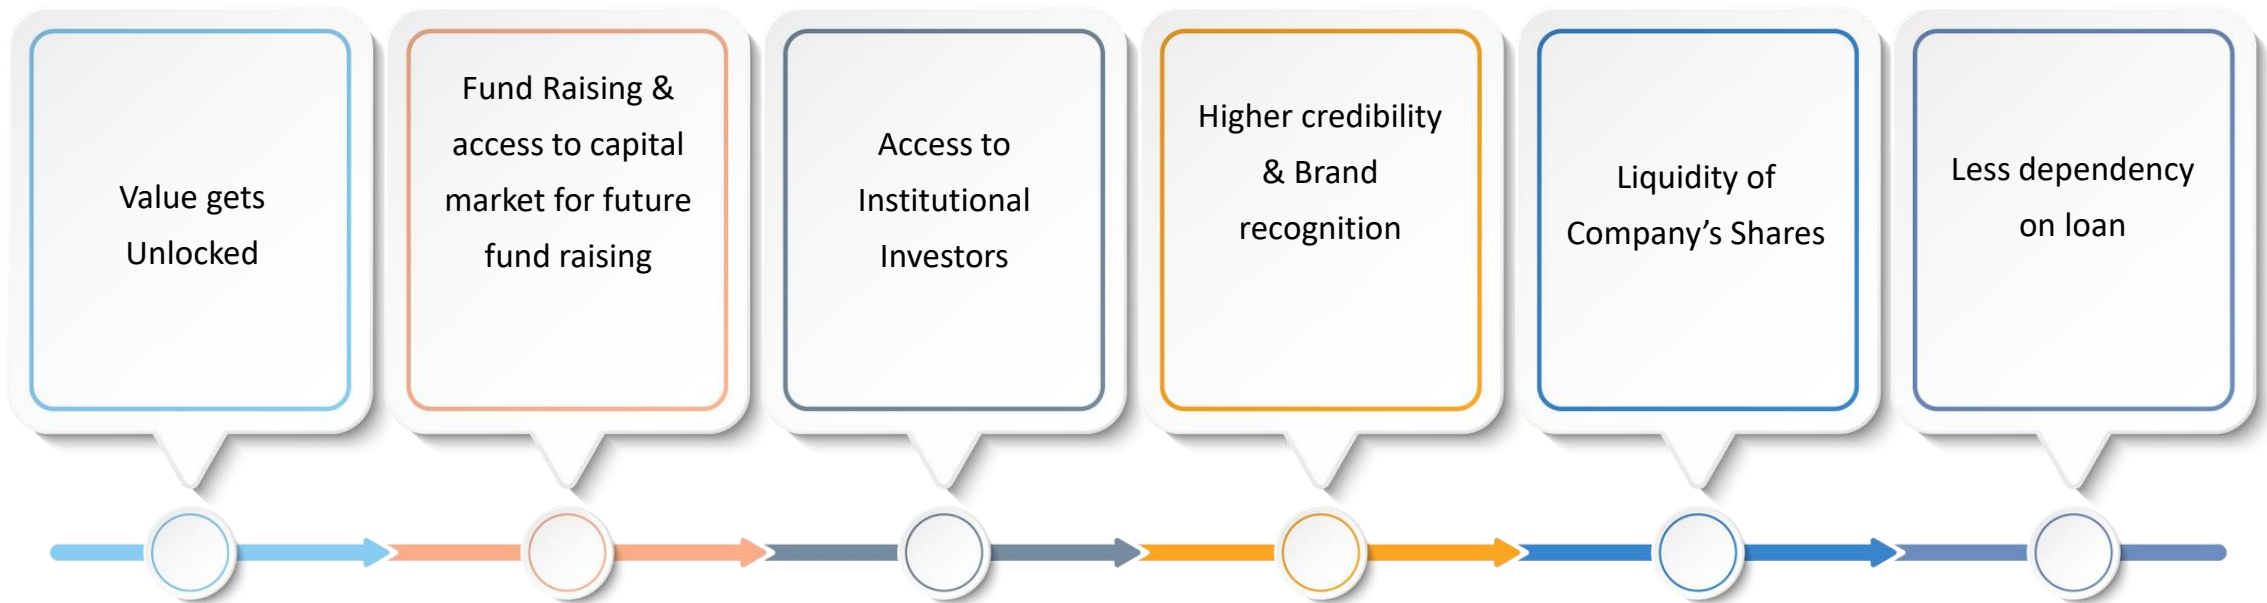 Value gets
Unlocked
Fund Raising &
access to capital
market for future
fund raising
Access to
Institutional
Investors
Higher credibility
& Brand
recognition
Liquidity of
Company’s Shares
Less dependency
on loan